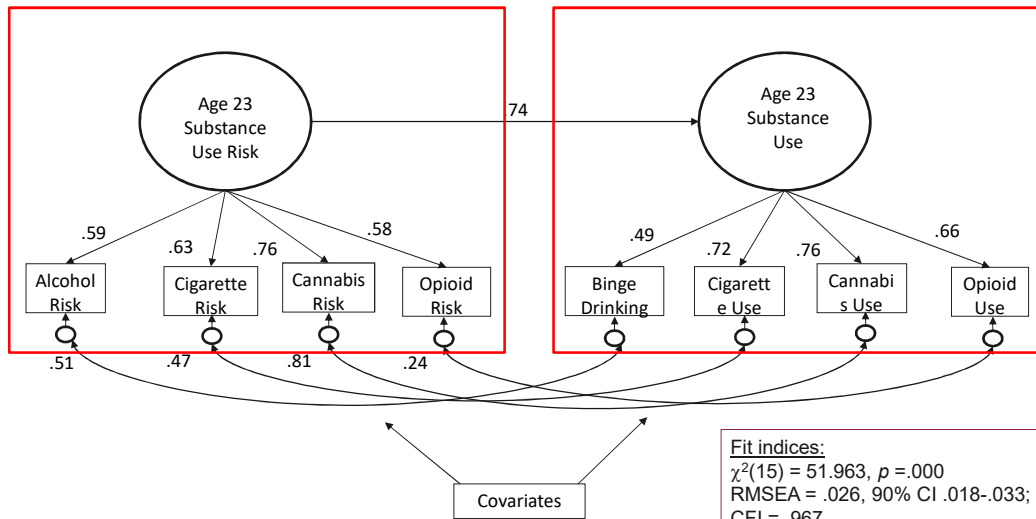 Age 23
Substance
Use Risk
.74
Age 23
Substance
Use
.59
.63
.76
.58
.49
.72
.76
.66
Alcohol
Risk
Cigarette
Risk
Cannabis
Risk
Opioid
Risk
Binge
Drinking
Cigarett
e Use
Cannabi
s Use
Opioid
Use
.51
.47
.81
.24
Covariates
Fit indices:
χ²(15) = 51.963, p =.000
RMSEA = .026, 90% CI .018-.033;
CFI = .967